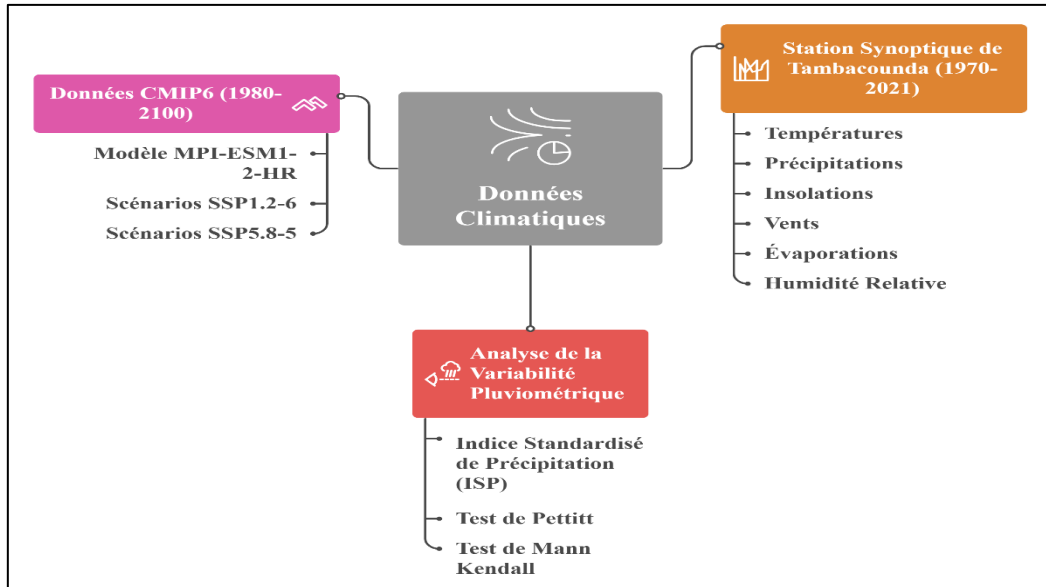 Données CMIP6 (1980-
2100)
Modèle MPI-ESM1-
2-HR
Scénarios SSP1.2-6
Scénarios SSP5.8-5
Données
Climatiques
Station Synoptique de
Tambacounda (1970-
2021)
Températures
Précipitations
Insolations
Vents
Évaporations
Humidité Relative
Analyse de la
Variabilité
Pluviométrique
Indice Standardisé
de Précipitation
(ISP)
Test de Pettitt
Test de Mann
Kendall